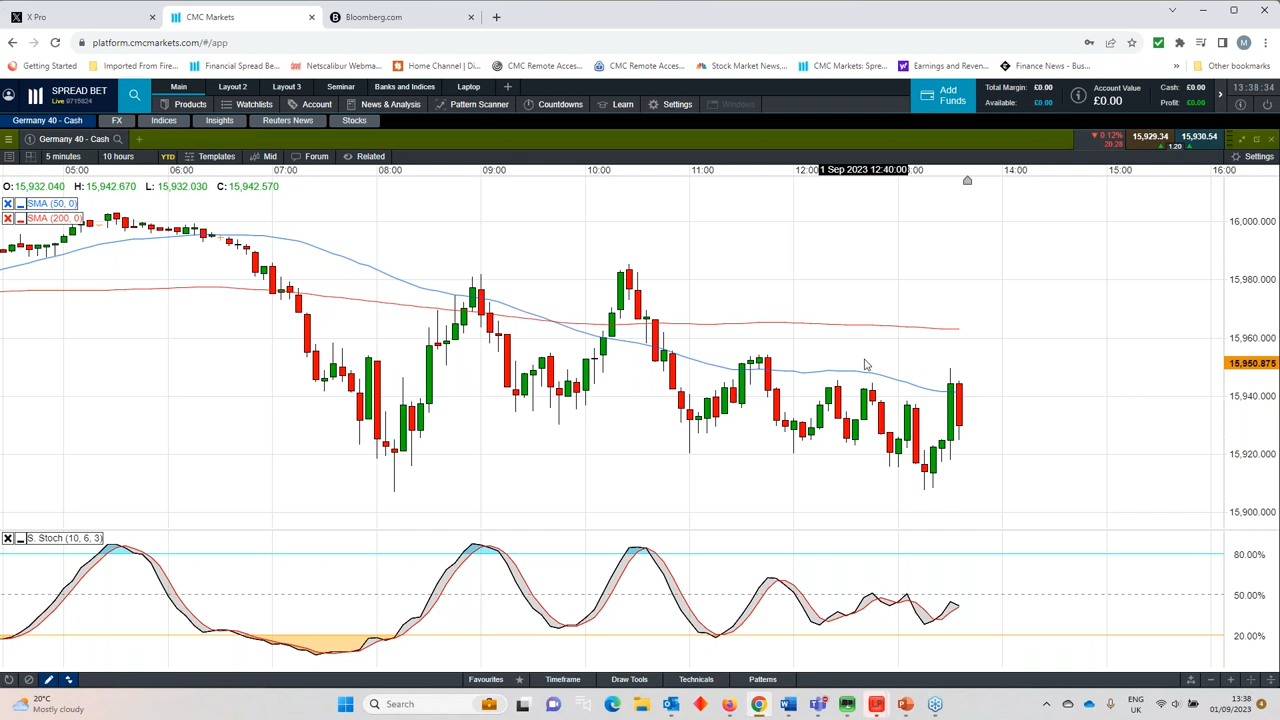 X Pro
CMC Markets
Bloomberg.com
platform.cmcmarkets.com/#/app
Getting Started
Imported From Fire...
Financial Spread Be...
Netscalibur Webma...
Home | Channel | Di...
CMC Remote Acces...
CMC Remote Acces...
Stock Market News,...
CMC Markets: Spre...
Earnings and Reven...
Finance News – Bus...
Other bookmarks
SPREAD BET
Live 9715824
Main
Layout 2
Layout 3
Seminar
Banks and Indices
Laptop
Products
Watchlists
Account
News & Analysis
Pattern Scanner
Countdowns
Learn
Settings
Windows
Add Funds
Total Margin: £0.00
Available: £0.00
Account Value
£0.00
Cash: £0.00
Profit: £0.00
13:38:34
Germany 40 - Cash
FX
Indices
Insights
Reuters News
Stocks
Germany 40 - Cash
0.12%
20.28
15,929.34
15,930.54
1.20
5 minutes
10 hours
YTD
Templates
Mid
Forum
Related
Settings
05:00
06:00
07:00
08:00
09:00
10:00
11:00
12:00
1 Sep 2023 12:40:00
14:00
15:00
16:00
O:15,932.040 H: 15,942.670 L: 15,932.030 C: 15,942.570
SMA (50, 0)
SMA (200, 0)
16,000.000
15,980.000
15,960.000
15,950.875
15,940.000
15,920.000
15,900.000
S. Stoch (10, 6, 3)
80.00%
50.00%
20.00%
Favourites
Timeframe
Draw Tools
Technicals
Patterns
20°C
Mostly cloudy
Search
ENG
UK
13:38
01/09/2023